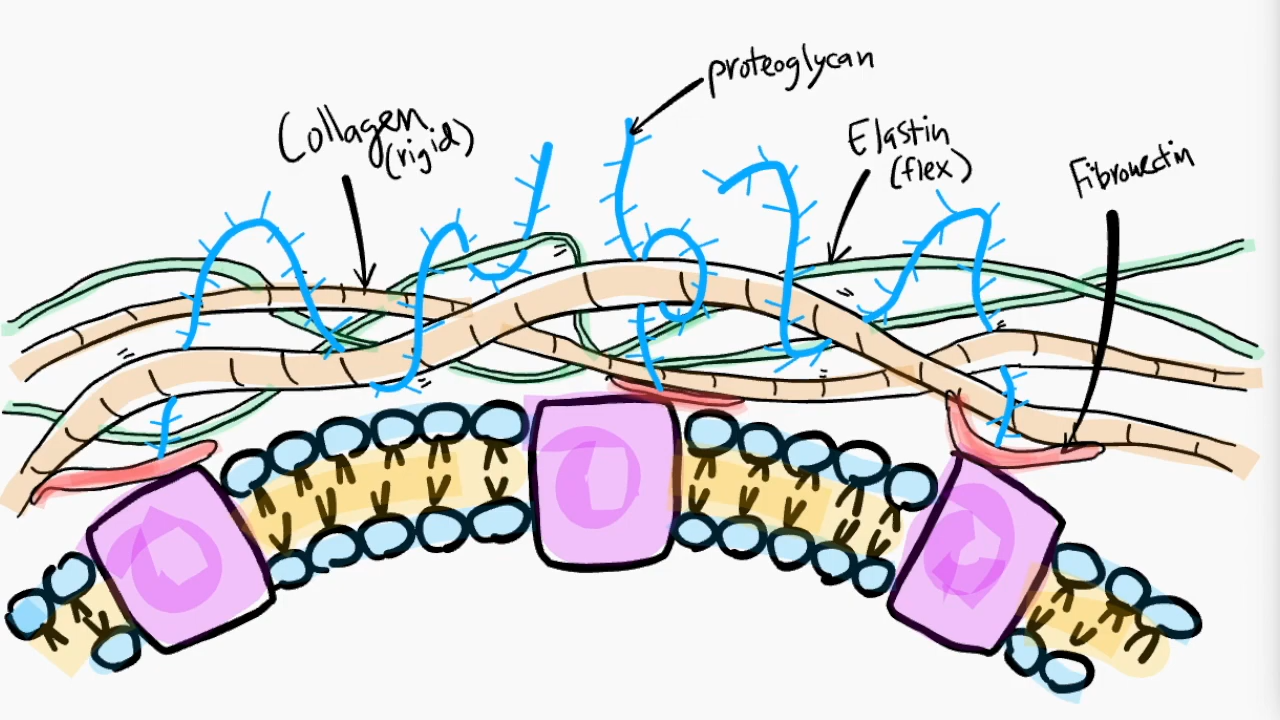 proteoglycan
Collagen
(rigid)
Elastin
(flex)
Fibronectin